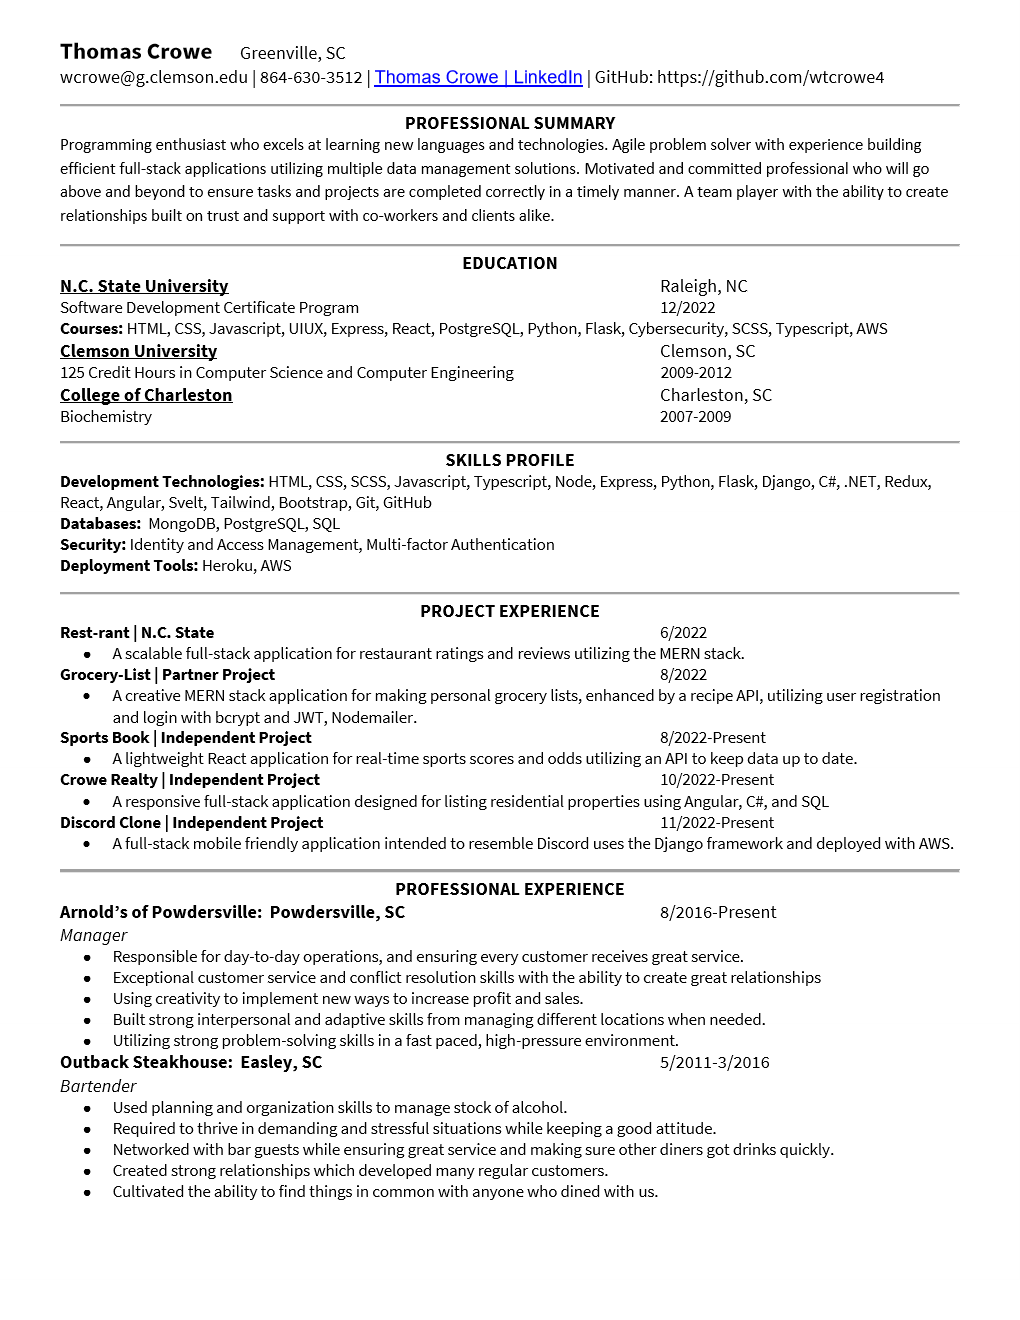 Thomas Crowe Greenville, SC
wcrowe@g.clemson.edu | 864-630-3512 | Thomas Crowe | LinkedIn | GitHub: https://github.com/wtcrowe4
PROFESSIONAL SUMMARY
Programming enthusiast who excels at learning new languages and technologies. Agile problem solver with experience building
efficient full-stack applications utilizing multiple data management solutions. Motivated and committed professional who will go
above and beyond to ensure tasks and projects are completed correctly in a timely manner. A team player with the ability to create
relationships built on trust and support with co-workers and clients alike.
EDUCATION
N.C. State University Raleigh, NC
Software Development Certificate Program 12/2022
Courses: HTML, CSS, Javascript, UIUX, Express, React, PostgreSQL, Python, Flask, Cybersecurity, SCSS, Typescript, AWS
Clemson University Clemson, SC
125 Credit Hours in Computer Science and Computer Engineering 2009-2012
College of Charleston Charleston, SC
Biochemistry 2007-2009
SKILLS PROFILE
Development Technologies: HTML, CSS, SCSS, Javascript, Typescript, Node, Express, Python, Flask, Django, C#, .NET, Redux,
React, Angular, Svelt, Tailwind, Bootstrap, Git, GitHub
Databases: MongoDB, PostgreSQL, SQL
Security: Identity and Access Management, Multi-factor Authentication
Deployment Tools: Heroku, AWS
PROJECT EXPERIENCE
Rest-rant | N.C. State 6/2022
● A scalable full-stack application for restaurant ratings and reviews utilizing the MERN stack.
Grocery-List | Partner Project 8/2022
● A creative MERN stack application for making personal grocery lists, enhanced by a recipe API, utilizing user registration
and login with bcrypt and JWT, Nodemailer.
Sports Book | Independent Project 8/2022-Present
● A lightweight React application for real-time sports scores and odds utilizing an API to keep data up to date.
Crowe Realty | Independent Project 10/2022-Present
● A responsive full-stack application designed for listing residential properties using Angular, C#, and SQL
Discord Clone | Independent Project 11/2022-Present
● A full-stack mobile friendly application intended to resemble Discord uses the Django framework and deployed with AWS.
PROFESSIONAL EXPERIENCE
Arnold’s of Powdersville: Powdersville, SC 8/2016-Present
Manager
● Responsible for day-to-day operations, and ensuring every customer receives great service.
● Exceptional customer service and conflict resolution skills with the ability to create great relationships
● Using creativity to implement new ways to increase profit and sales.
● Built strong interpersonal and adaptive skills from managing different locations when needed.
● Utilizing strong problem-solving skills in a fast paced, high-pressure environment.
Outback Steakhouse: Easley, SC 5/2011-3/2016
Bartender
● Used planning and organization skills to manage stock of alcohol.
● Required to thrive in demanding and stressful situations while keeping a good attitude.
● Networked with bar guests while ensuring great service and making sure other diners got drinks quickly.
● Created strong relationships which developed many regular customers.
● Cultivated the ability to find things in common with anyone who dined with us.